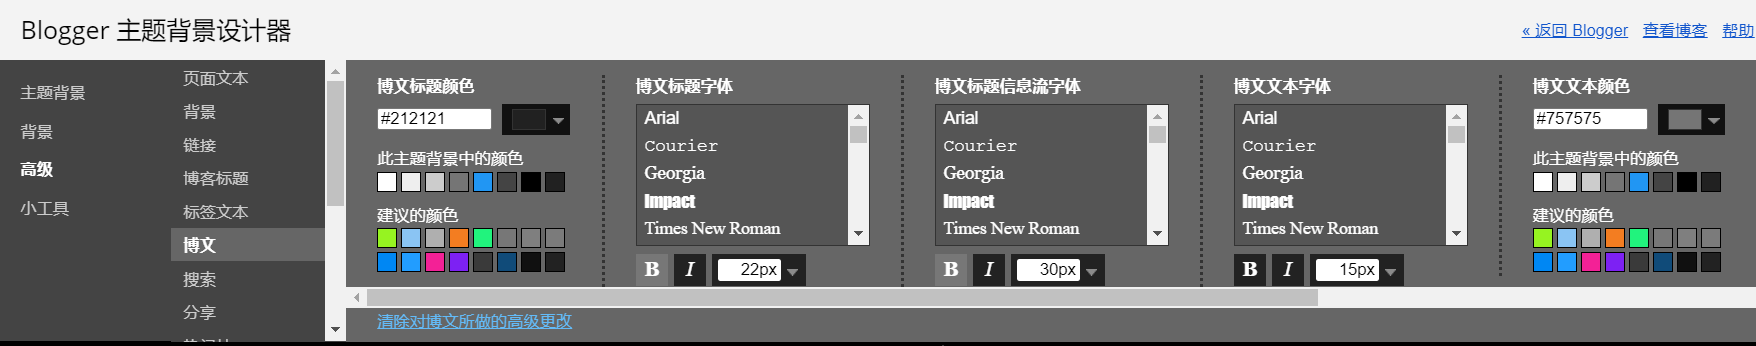 Blogger 主题背景设计器
« 返回 Blogger 查看博客 帮助
主题背景
背景
高级
小工具
页面文本
背景
链接
博客标题
标签文本
博文
搜索
分享
博文标题颜色
#212121
此主题背景中的颜色
建议的颜色
博文标题字体
Arial
Courier
Georgia
Impact
Times New Roman
B I 22px
博文标题信息流字体
Arial
Courier
Georgia
Impact
Times New Roman
B I 30px
博文文本字体
Arial
Courier
Georgia
Impact
Times New Roman
B I 15px
博文文本颜色
#757575
此主题背景中的颜色
建议的颜色
清除对博文所做的高级更改